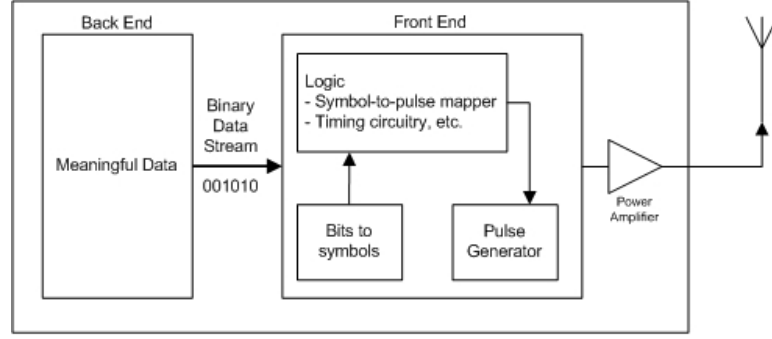 Back End
Front End
Meaningful Data
Binary
Data
Stream
001010
Logic
- Symbol-to-pulse mapper
- Timing circuitry, etc.
Bits to
symbols
Pulse
Generator
Power
Amplifier